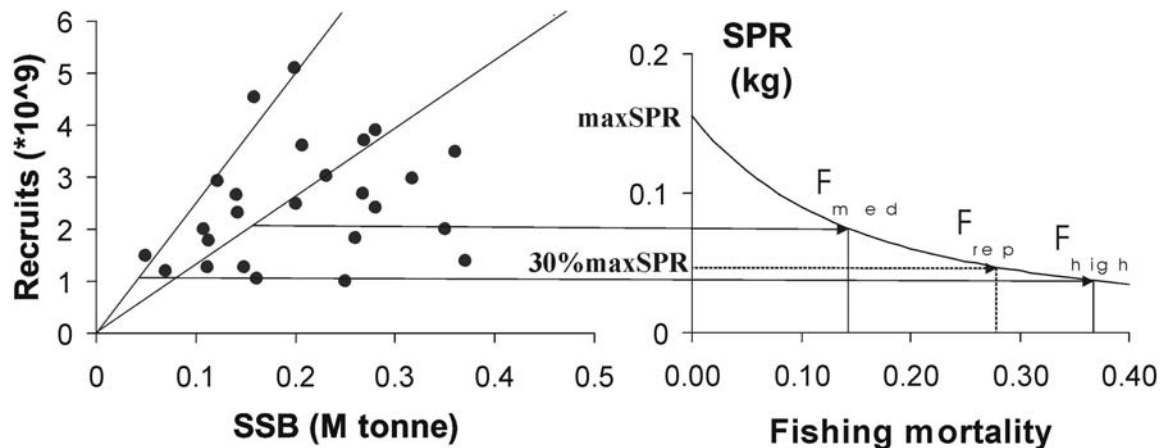 6
5
4
3
2
1
0
Recruits (*10^9)
0 0.1 0.2 0.3 0.4 0.5
SSB (M tonne)
SPR
(kg)
0.2
0.1
0
maxSPR
30%maxSPR
F med
F rep
F high
0.00 0.10 0.20 0.30 0.40
Fishing mortality